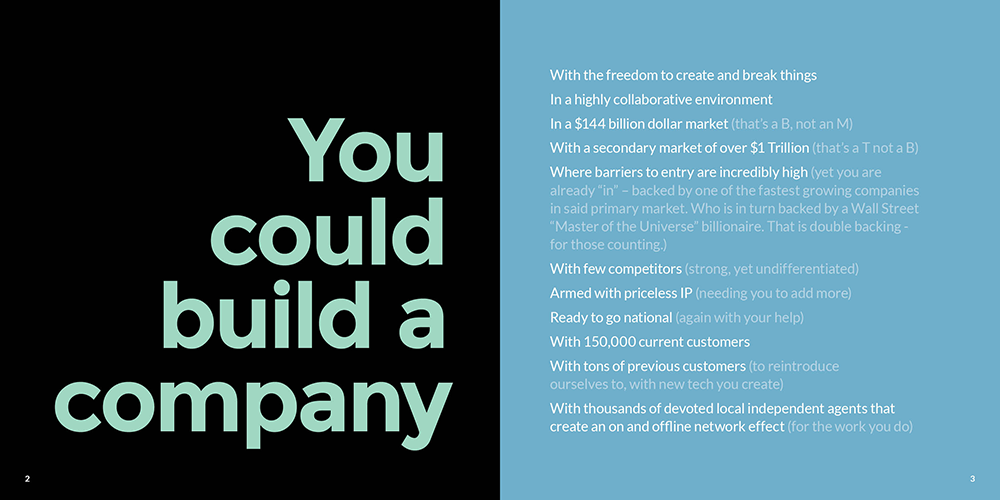 You
could
build a
company
2
With the freedom to create and break things
In a highly collaborative environment
In a $144 billion dollar market (that's a B, not an M)
With a secondary market of over $1 Trillion (that's a T not a B)
Where barriers to entry are incredibly high (yet you are
already “in” – backed by one of the fastest growing companies
in said primary market. Who is in turn backed by a Wall Street
“Master of the Universe” billionaire. That is double backing -
for those counting.)
With few competitors (strong, yet undifferentiated)
Armed with priceless IP (needing you to add more)
Ready to go national (again with your help)
With 150,000 current customers
With tons of previous customers (to reintroduce
ourselves to, with new tech you create)
With thousands of devoted local independent agents that
create an on and offline network effect (for the work you do)
3